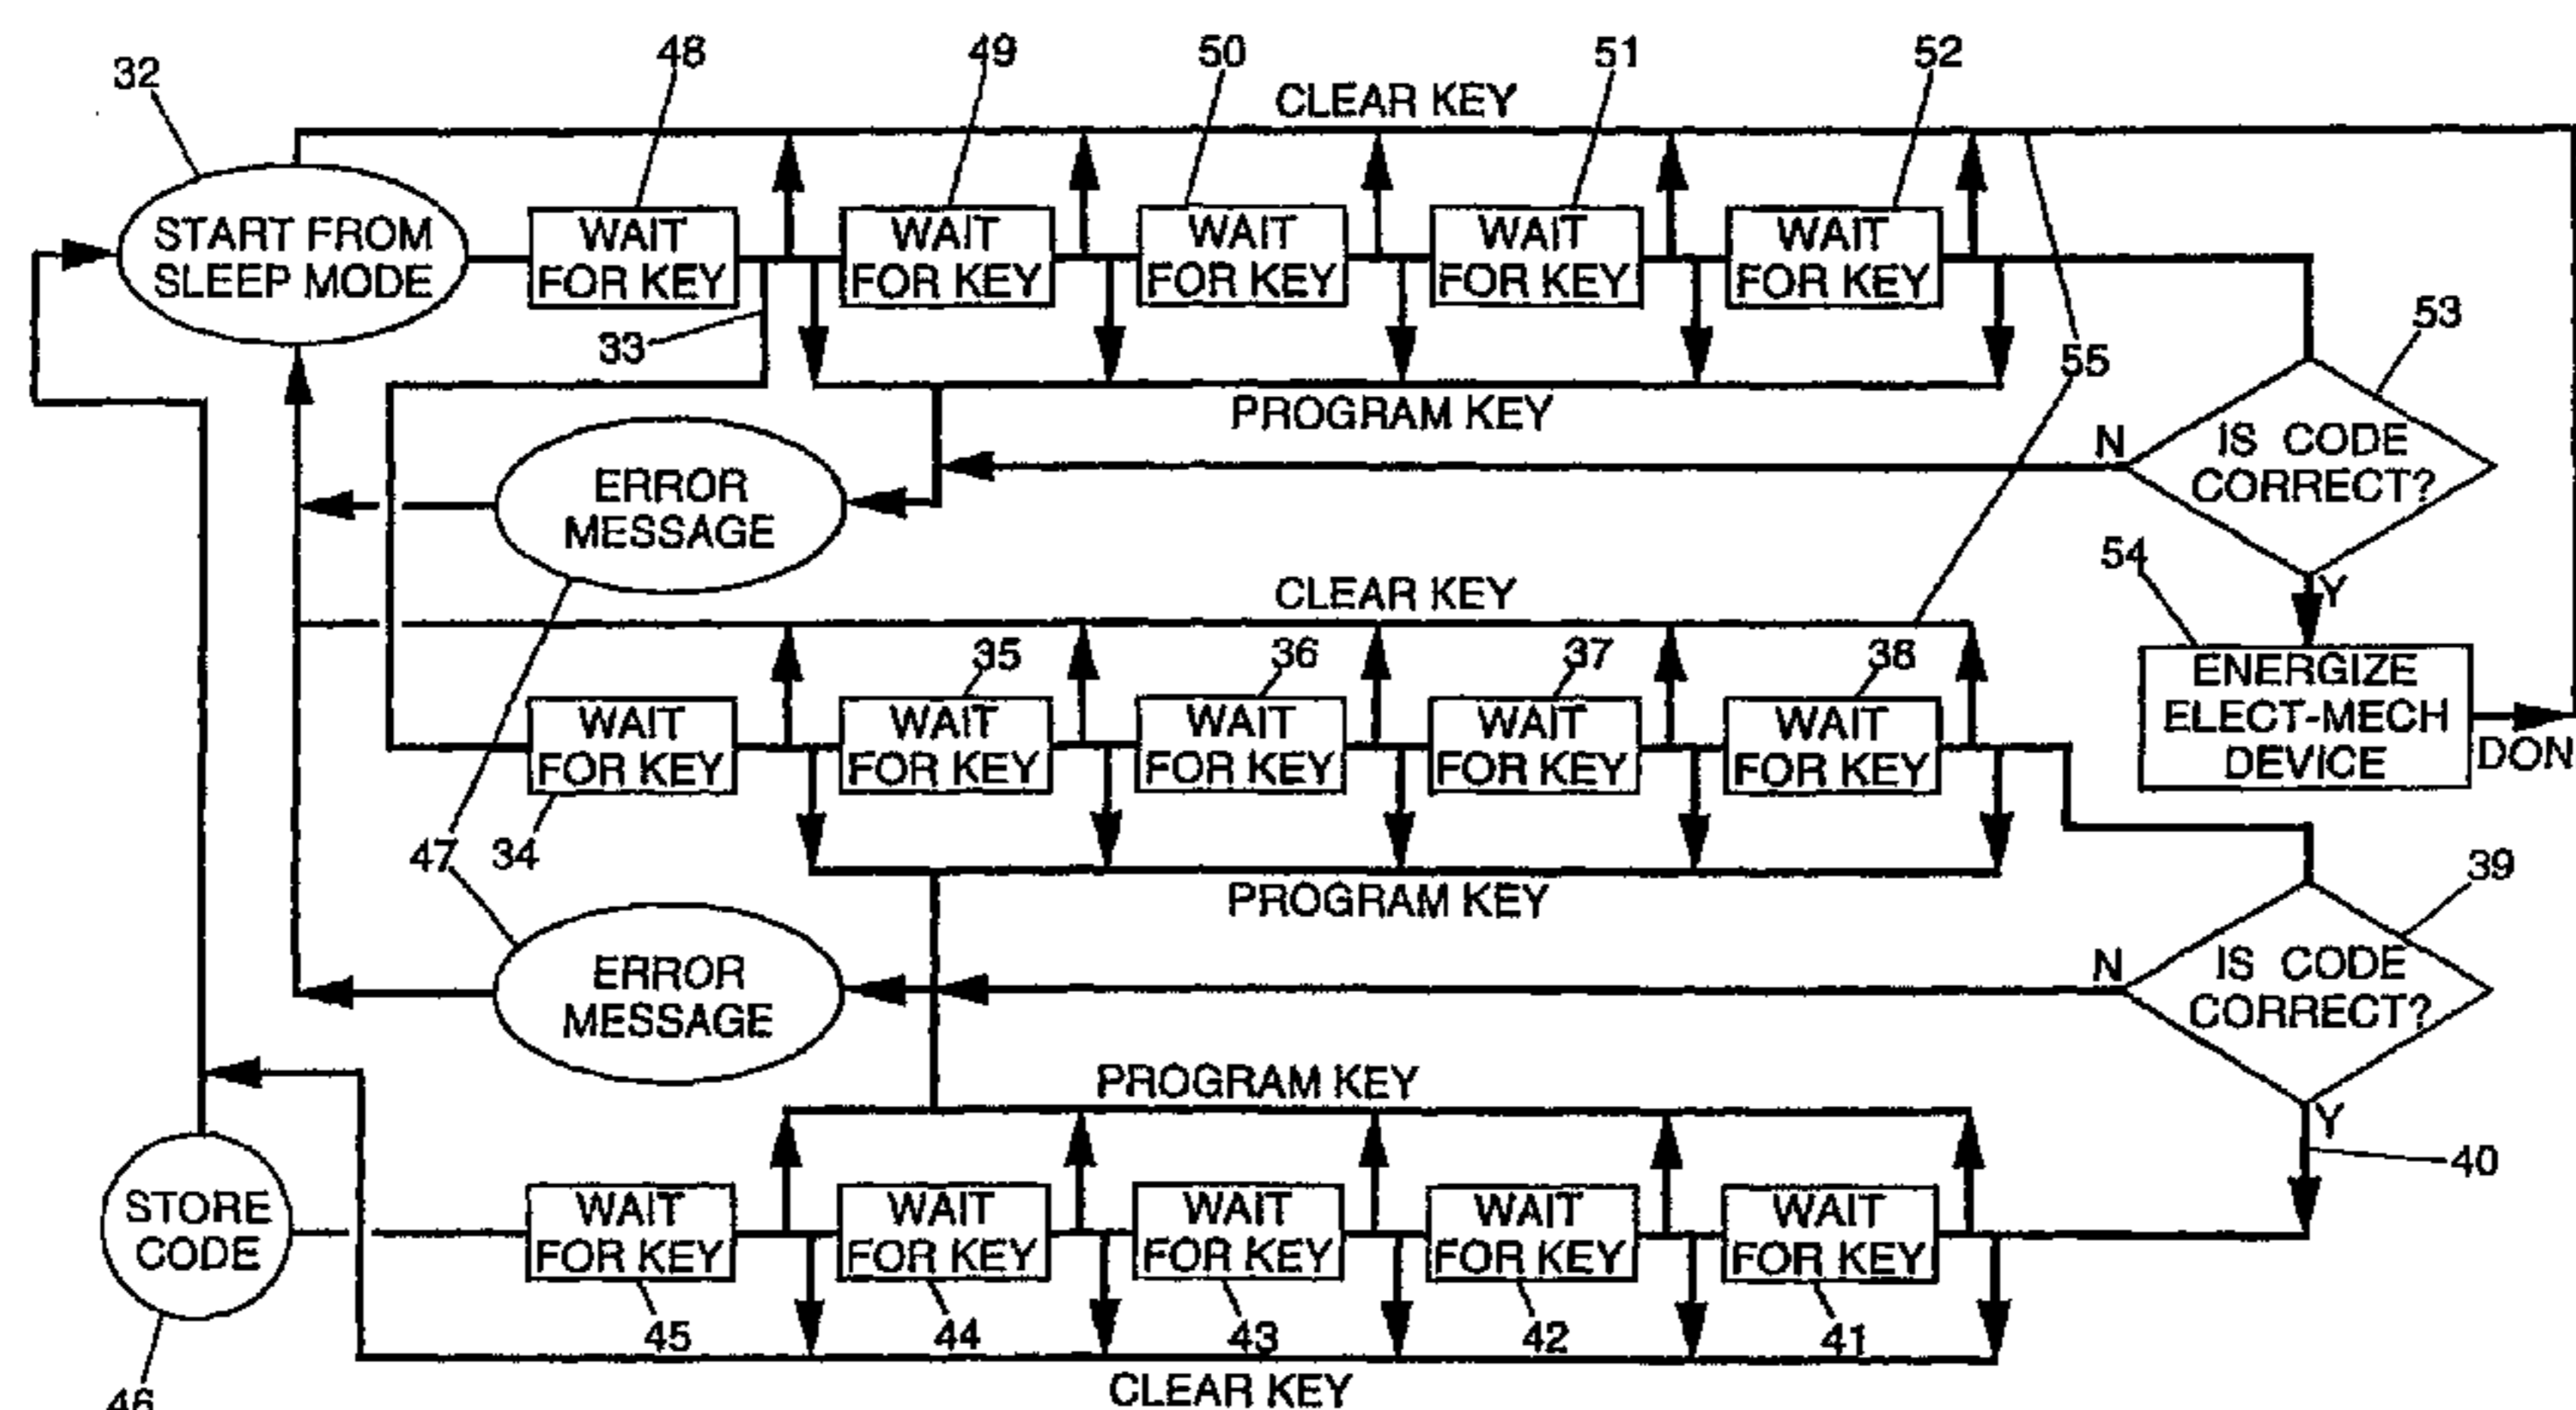 32
48
49
50
51
52
CLEAR KEY
START FROM
SLEEP MODE
WAIT
FOR KEY
WAIT
FOR KEY
WAIT
FOR KEY
WAIT
FOR KEY
WAIT
FOR KEY
33
53
55
PROGRAM KEY
N
IS CODE
CORRECT?
ERROR
MESSAGE
54
Y
CLEAR KEY
35
36
37
38
ENERGIZE
ELECT-MECH
DEVICE
DON
WAIT
FOR KEY
WAIT
FOR KEY
WAIT
FOR KEY
WAIT
FOR KEY
WAIT
FOR KEY
47
34
39
PROGRAM KEY
N
IS CODE
CORRECT?
ERROR
MESSAGE
PROGRAM KEY
Y
40
STORE
CODE
WAIT
FOR KEY
WAIT
FOR KEY
WAIT
FOR KEY
WAIT
FOR KEY
WAIT
FOR KEY
45
44
43
42
41
46
CLEAR KEY